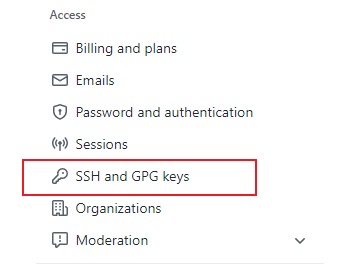 Access
Billing and plans
Emails
Password and authentication
Sessions
SSH and GPG keys
Organizations
Moderation